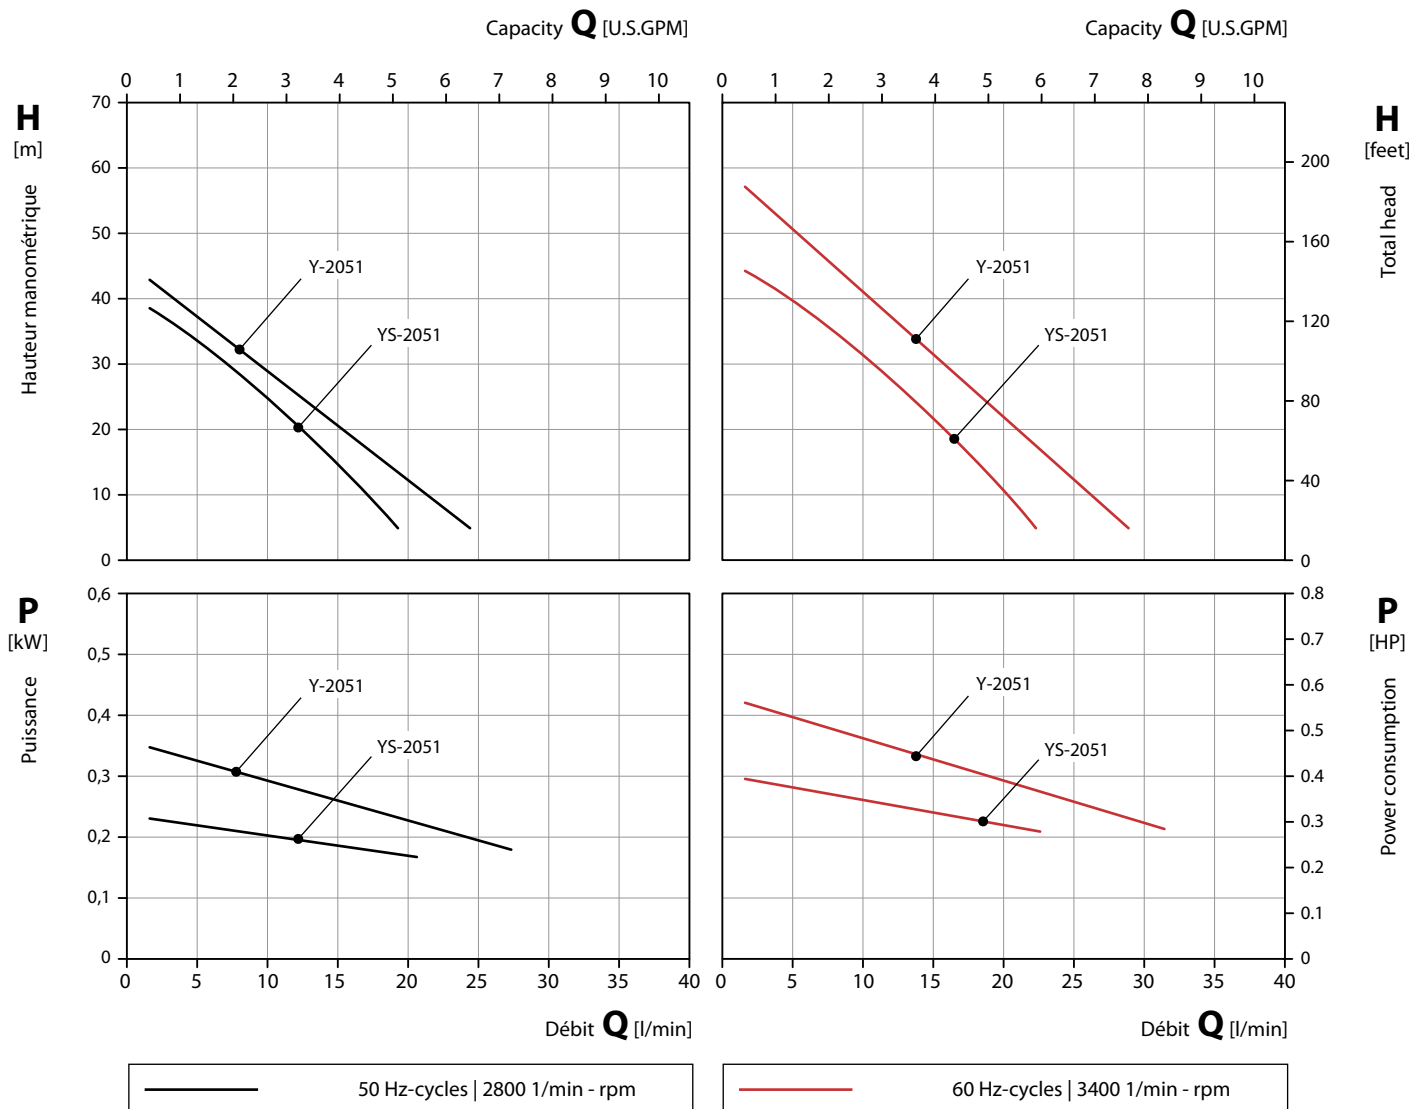 Capacity Q [U.S.GPM]
Capacity Q [U.S.GPM]
0 1 2 3 4 5 6 7 8 9 10
0 1 2 3 4 5 6 7 8 9 10
H
[m]
Hauteur manométrique
70
60
50
40
30
20
10
0
Y-2051
YS-2051
Y-2051
YS-2051
H
[feet]
Total head
200
160
120
80
40
0
P
[kW]
Puissance
0,6
0,5
0,4
0,3
0,2
0,1
0
Y-2051
YS-2051
Y-2051
YS-2051
P
[HP]
Power consumption
0.8
0.7
0.6
0.5
0.4
0.3
0.2
0.1
0
0 5 10 15 20 25 30 35 40
0 5 10 15 20 25 30 35 40
Débit Q [l/min]
Débit Q [l/min]
50 Hz-cycles | 2800 1/min - rpm
60 Hz-cycles | 3400 1/min - rpm